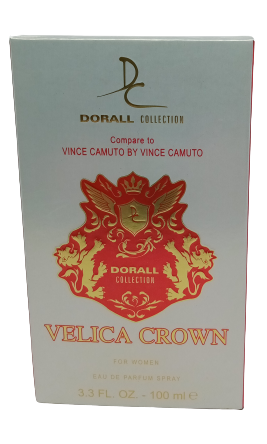 DC
DORALL COLLECTION
Compare to
VINCE CAMUTO BY VINCE CAMUTO
DC
DORALL
COLLECTION
VELICA CROWN
FOR WOMEN
EAU DE PARFUM SPRAY
3.3 FL. OZ. - 100 ml e